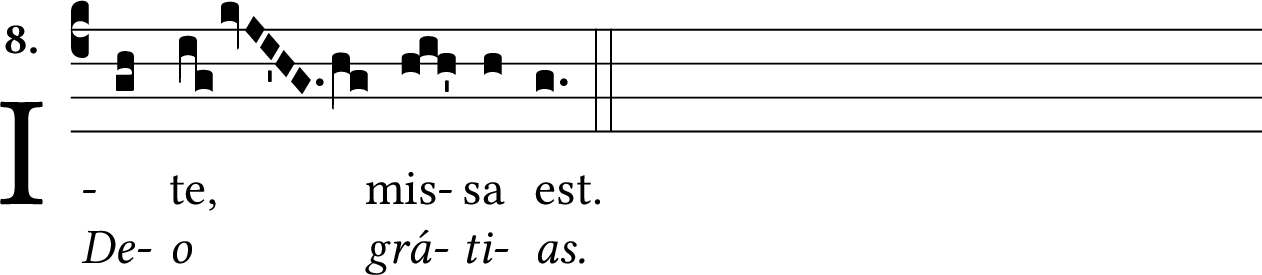 8.
I - te, mis- sa est.
De- o grá- ti- as.